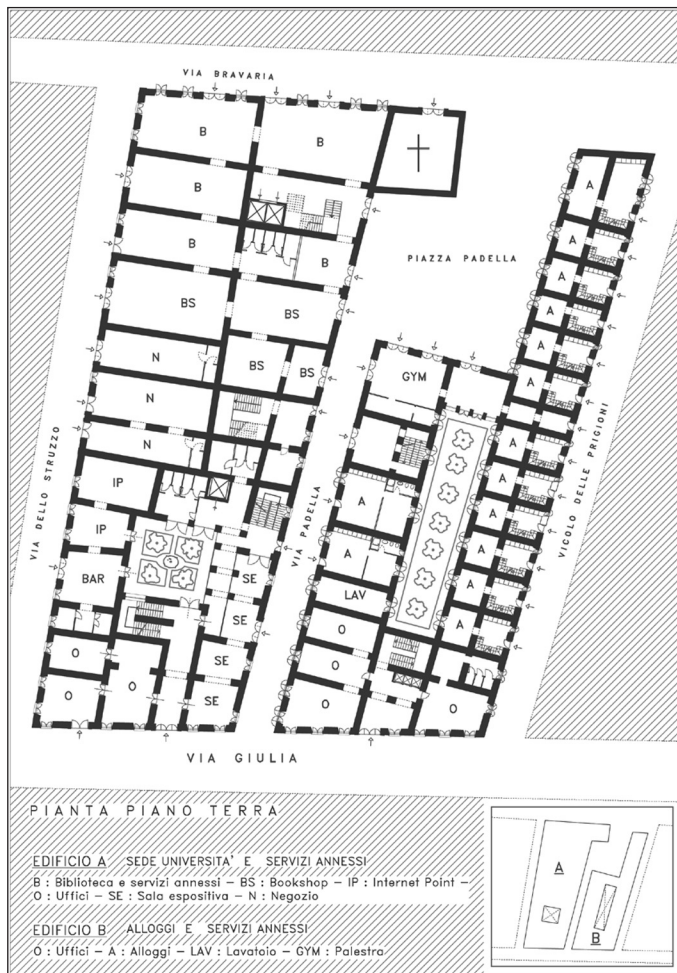 VIA BRAVARIA
B
B
B
A
A
B
PIAZZA PADELLA
B
A
BS
BS
A
N
BS
BS
GYM
A
A
N
A
N
VIA DELLO STRUZZO
IP
VIA PADELLA
A
A
VICOLO DELLE PRIGIONI
IP
A
A
BAR
SE
A
A
SE
LAV
A
O
SE
O
A
O
O
SE
O
O
O
VIA GIULIA
PIANTA PIANO TERRA
EDIFICIO A SEDE UNIVERSITA' E SERVIZI ANNESSI
B : Biblioteca e servizi annessi – BS : Bookshop – IP : Internet Point –
O : Uffici – SE : Sala espositiva – N : Negozio
EDIFICIO B ALLOGGI E SERVIZI ANNESSI
O : Uffici – A : Alloggi – LAV : Lavatoio – GYM : Palestra
A
B